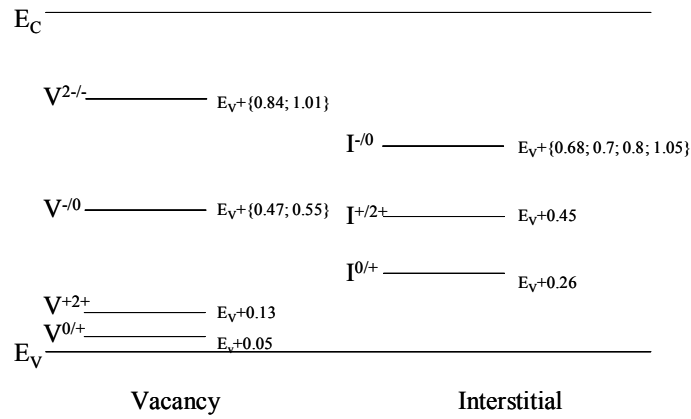 E_C
V^2-/- E_V+{0.84; 1.01}
I^-/0 E_V+{0.68; 0.7; 0.8; 1.05}
V^-/0 E_V+{0.47; 0.55} I^+/2+ E_V+0.45
I^0/+ E_V+0.26
V^+2+ E_V+0.13
V^0/+ E_v+0.05
E_V
Vacancy Interstitial